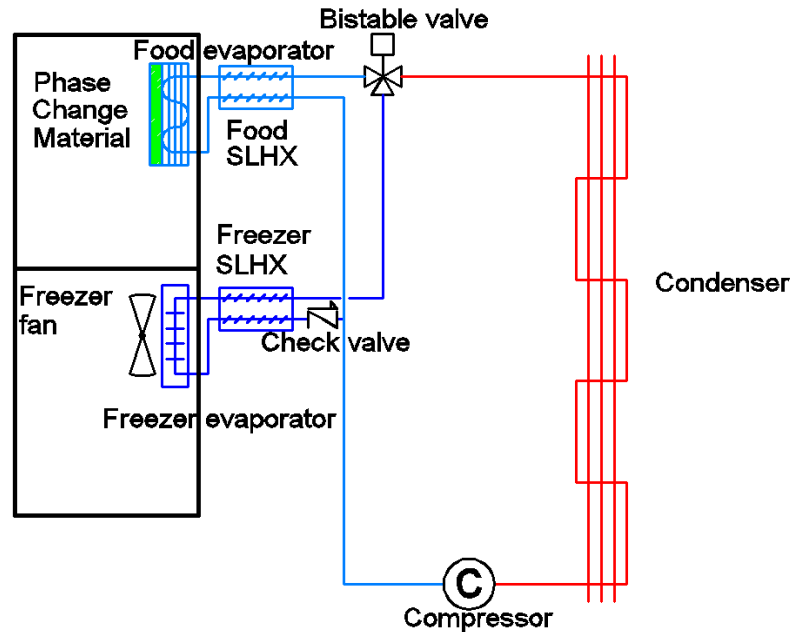 Bistable valve
Food evaporator
Phase
Change
Material
Food
SLHX
Freezer
SLHX
Freezer
fan
Condenser
Check valve
Freezer evaporator
C
Compressor